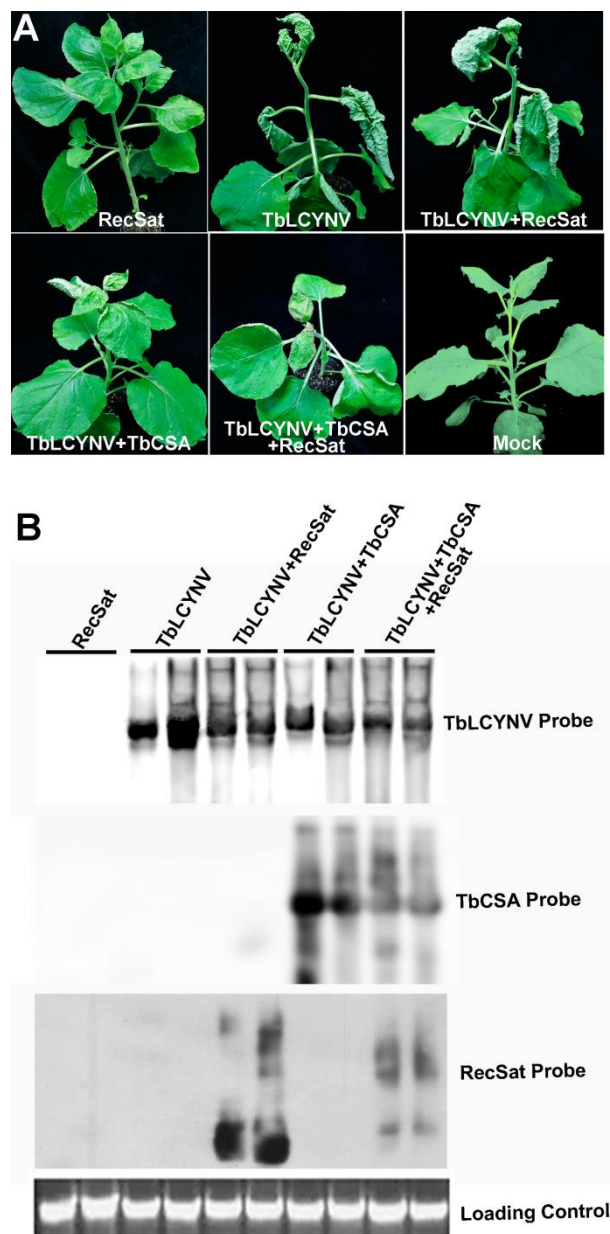 A
RecSat
TbLCYNV
TbLCYNV+RecSat
TbLCYNV+TbCSA
TbLCYNV+TbCSA
+RecSat
Mock
B
RecSat
TbLCYNV
TbLCYNV+RecSat
TbLCYNV+TbCSA
TbLCYNV+TbCSA
+RecSat
TbLCYNV Probe
TbCSA Probe
RecSat Probe
Loading Control